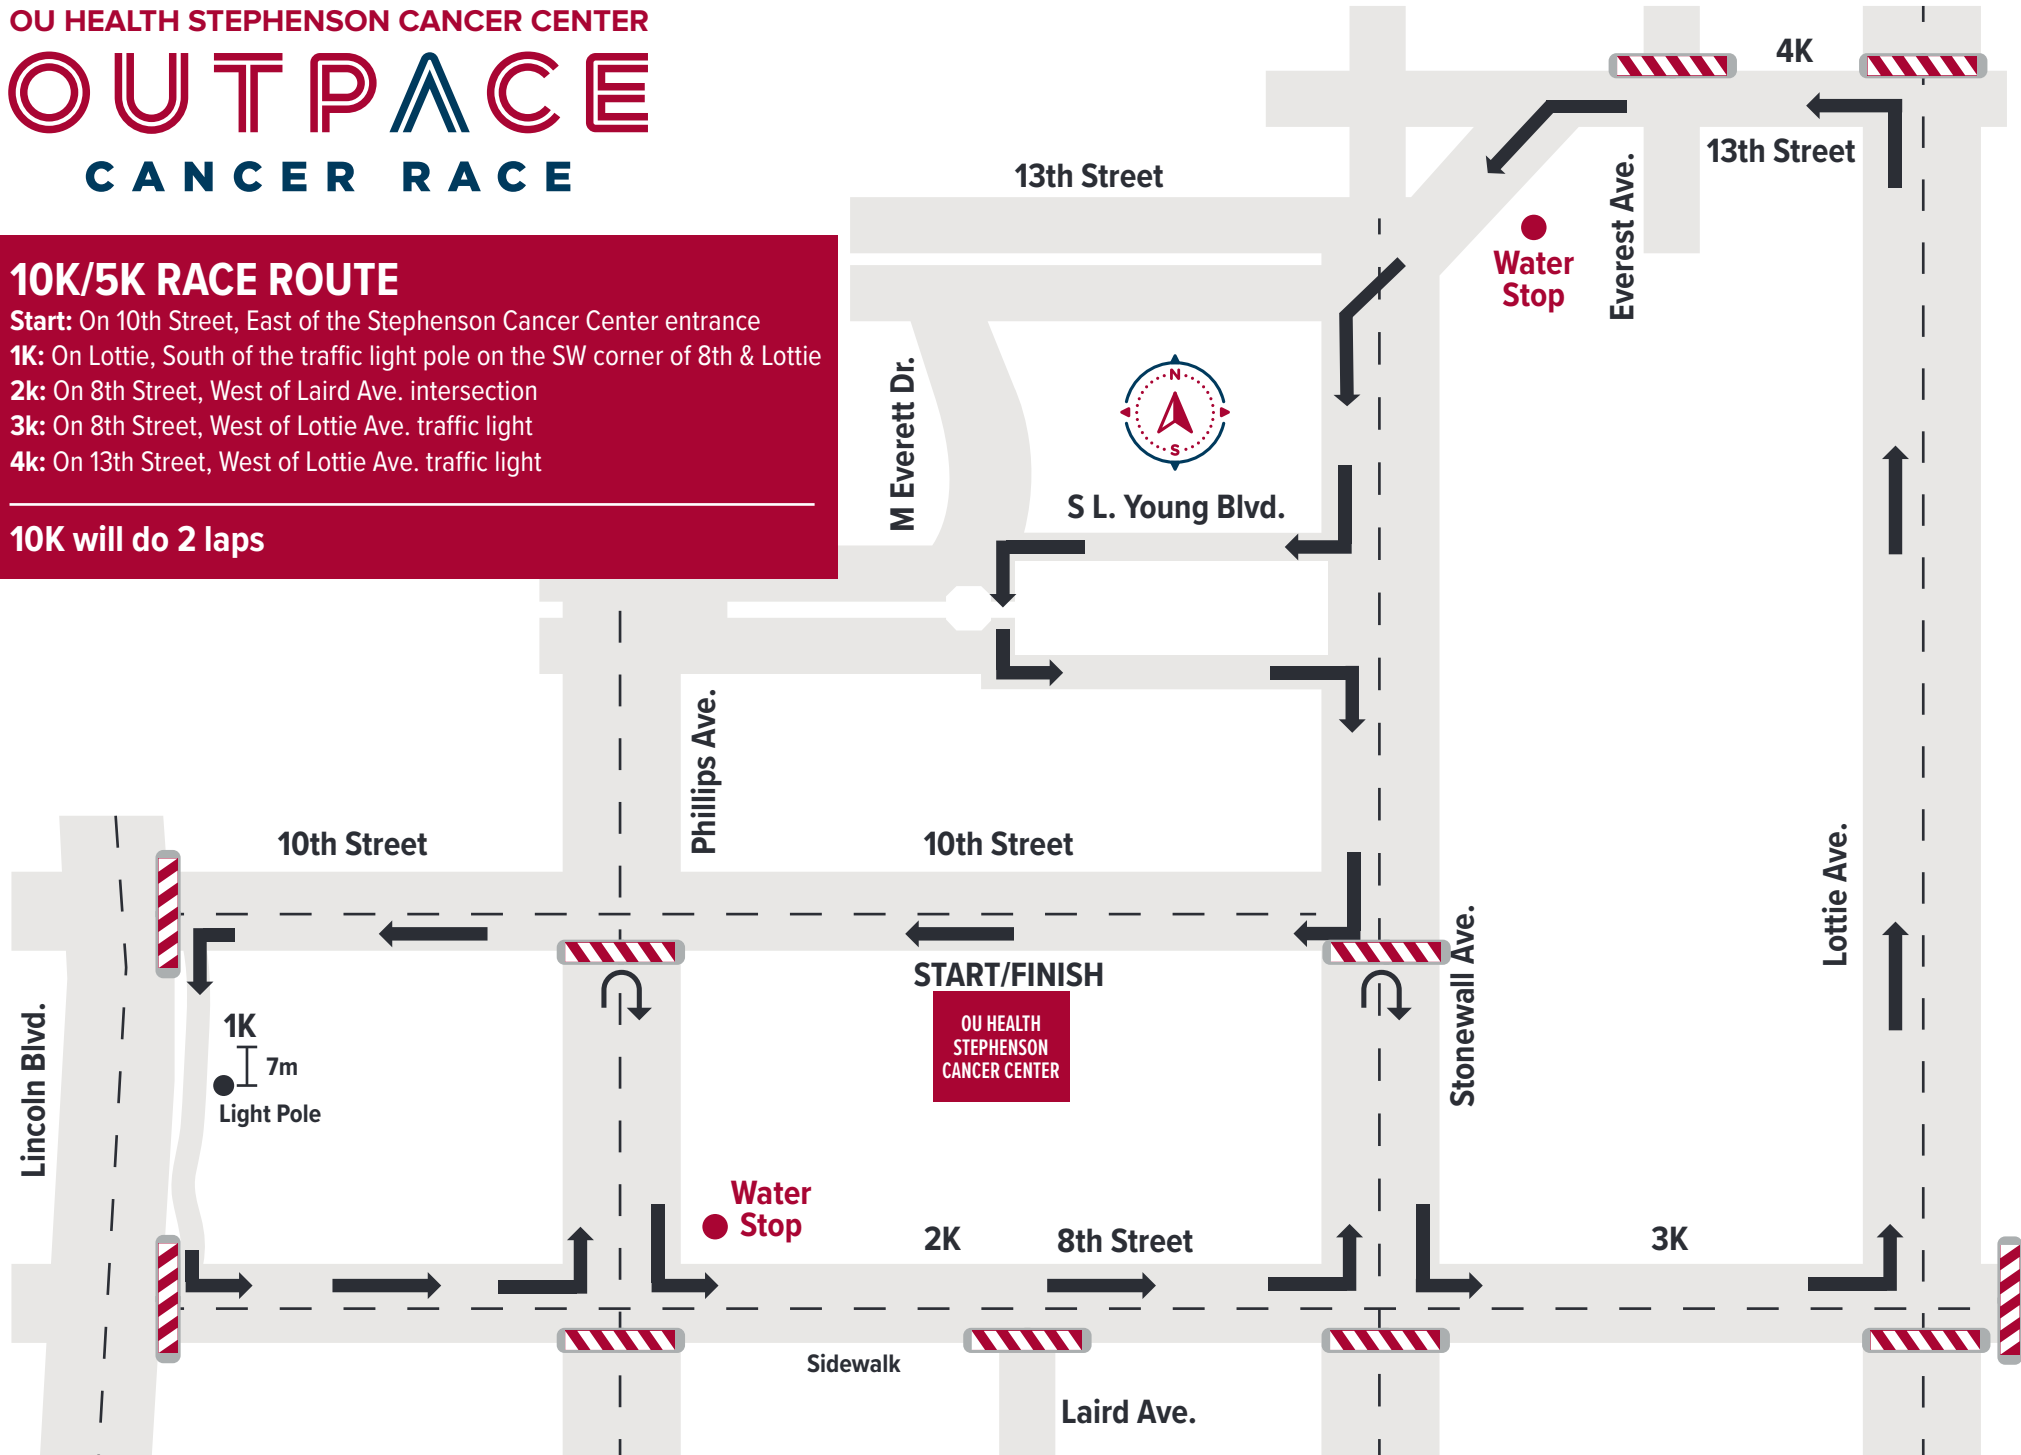 OU HEALTH STEPHENSON CANCER CENTER
OUTPACE
CANCER RACE
10K/5K RACE ROUTE
Start: On 10th Street, East of the Stephenson Cancer Center entrance
1K: On Lottie, South of the traffic light pole on the SW corner of 8th & Lottie
2k: On 8th Street, West of Laird Ave. intersection
3k: On 8th Street, West of Lottie Ave. traffic light
4k: On 13th Street, West of Lottie Ave. traffic light
10K will do 2 laps
4K
13th Street
13th Street
Everest Ave.
Water
Stop
M Everett Dr.
N
S
S L. Young Blvd.
Phillips Ave.
10th Street
10th Street
Lottie Ave.
Stonewall Ave.
START/FINISH
OU HEALTH
STEPHENSON
CANCER CENTER
Lincoln Blvd.
1K
7m
Light Pole
Water
Stop
2K
8th Street
3K
Sidewalk
Laird Ave.